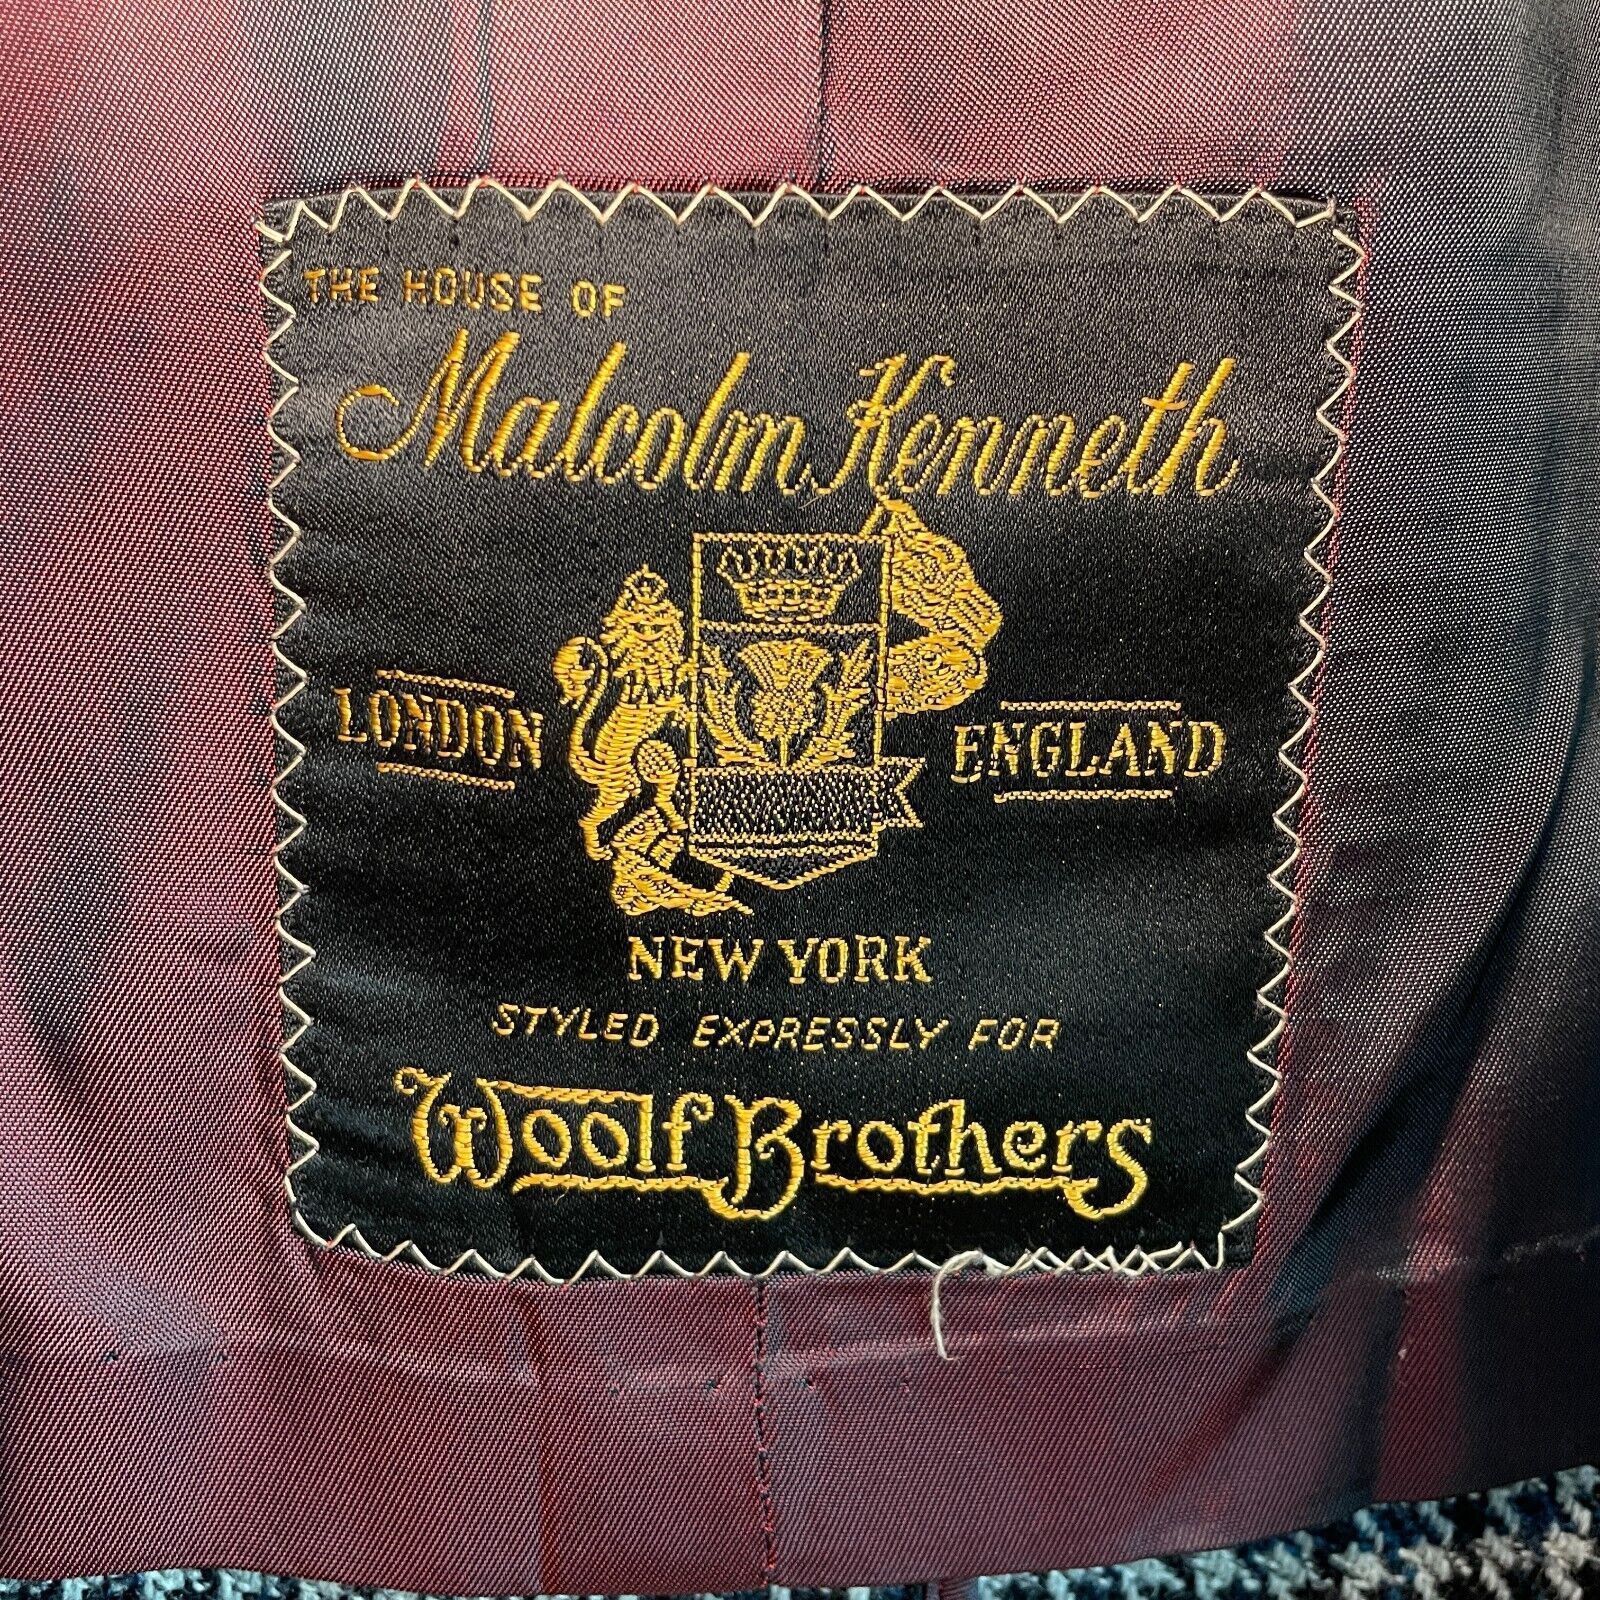 THE HOUSE OF
Malcolm Kenneth
LONDON ENGLAND
NEW YORK
STYLED EXPRESSLY FOR
Woolf Brothers